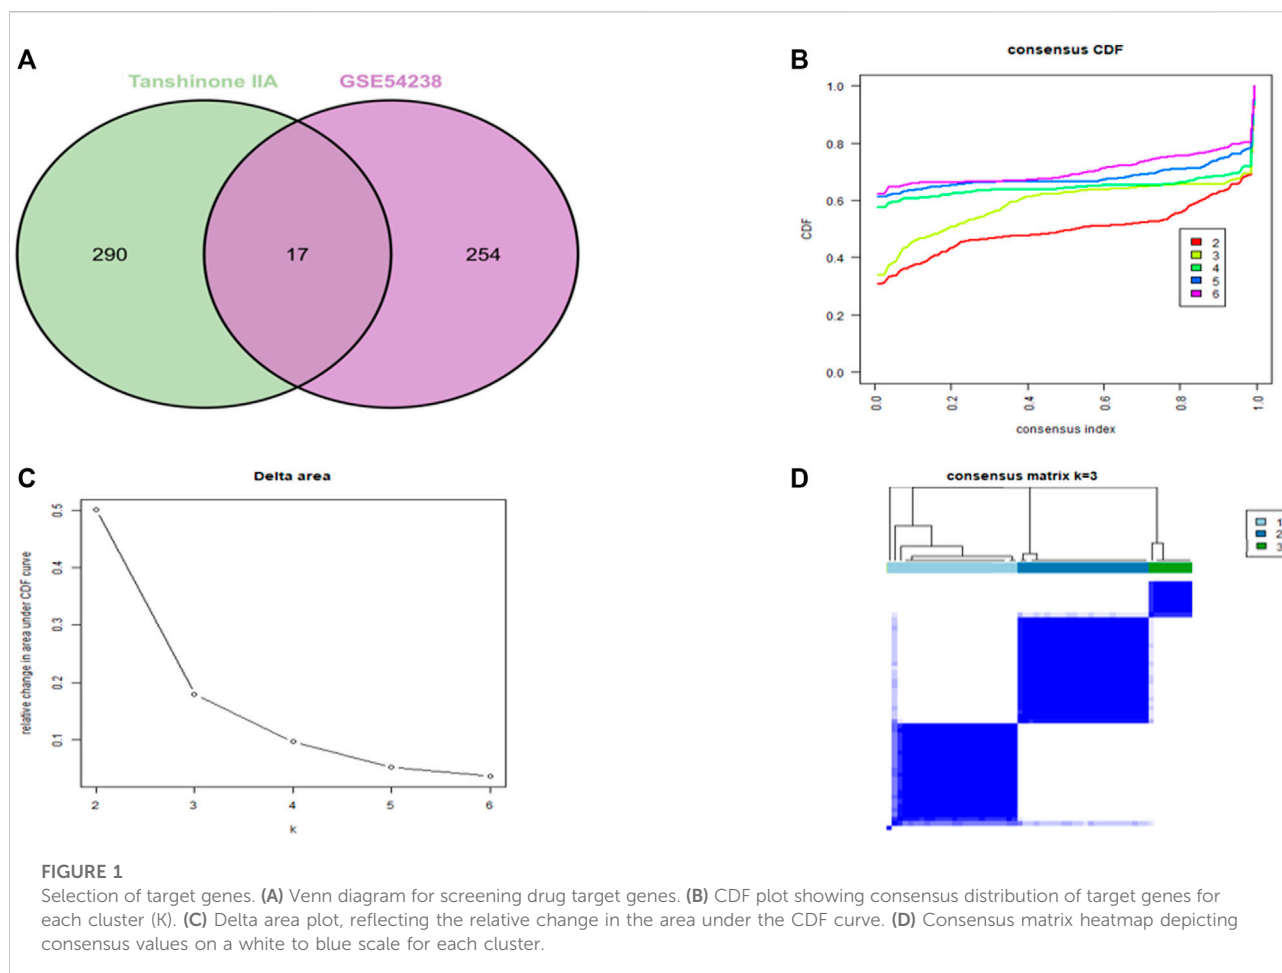 A
Tanshinone IIA GSE54238
290 17 254
B
consensus CDF
CDF
1.0
0.8
0.6
0.4
0.2
0.0
0.0 0.2 0.4 0.6 0.8 1.0
consensus index
2
3
4
5
6
C
Delta area
relative change in area under CDF curve
0.5
0.4
0.3
0.2
0.1
2 3 4 5 6
k
D
consensus matrix k=3
1
2
3
FIGURE 1
Selection of target genes. (A) Venn diagram for screening drug target genes. (B) CDF plot showing consensus distribution of target genes for
each cluster (K). (C) Delta area plot, reflecting the relative change in the area under the CDF curve. (D) Consensus matrix heatmap depicting
consensus values on a white to blue scale for each cluster.